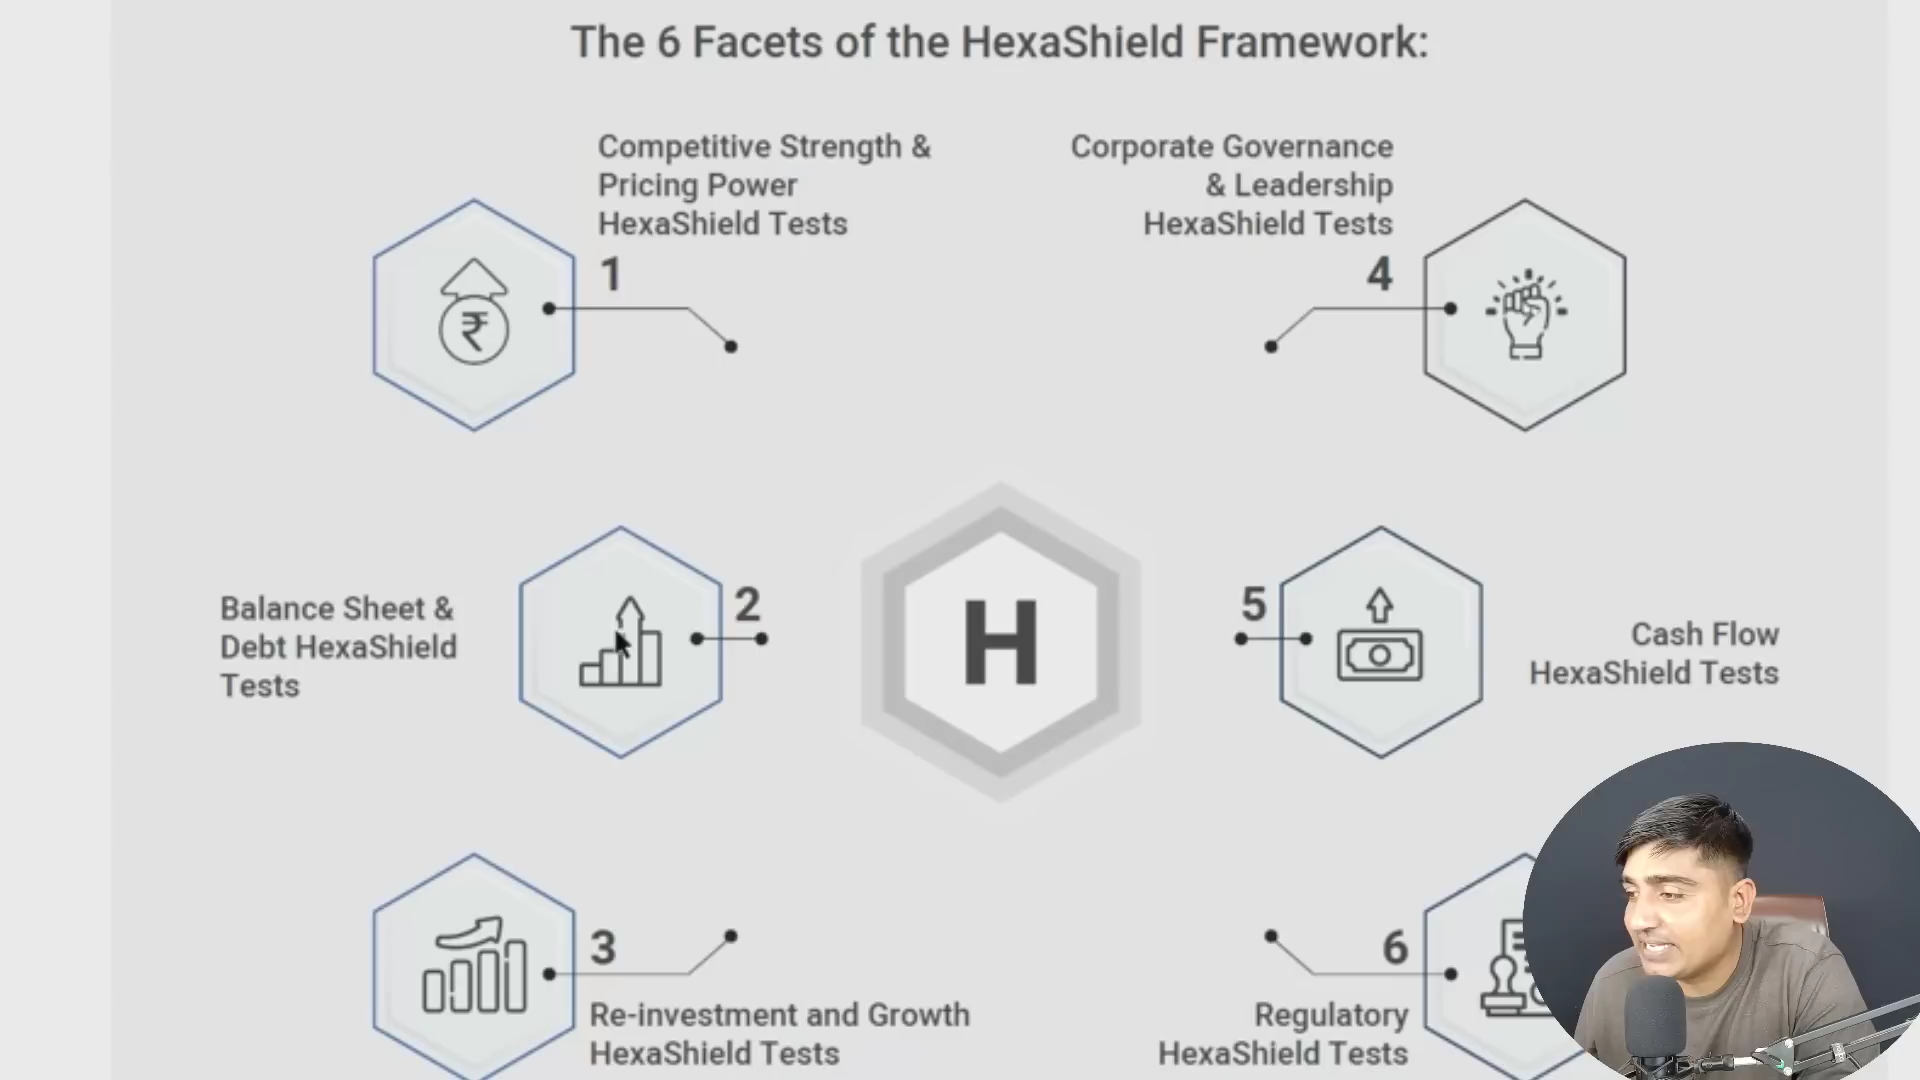 The 6 Facets of the HexaShield Framework:
Competitive Strength &
Pricing Power
HexaShield Tests
1
Corporate Governance
& Leadership
HexaShield Tests
4
₹
Balance Sheet &
Debt HexaShield
Tests
2
H
5
Cash Flow
HexaShield Tests
3
Re-investment and Growth
HexaShield Tests
6
Regulatory
HexaShield Tests